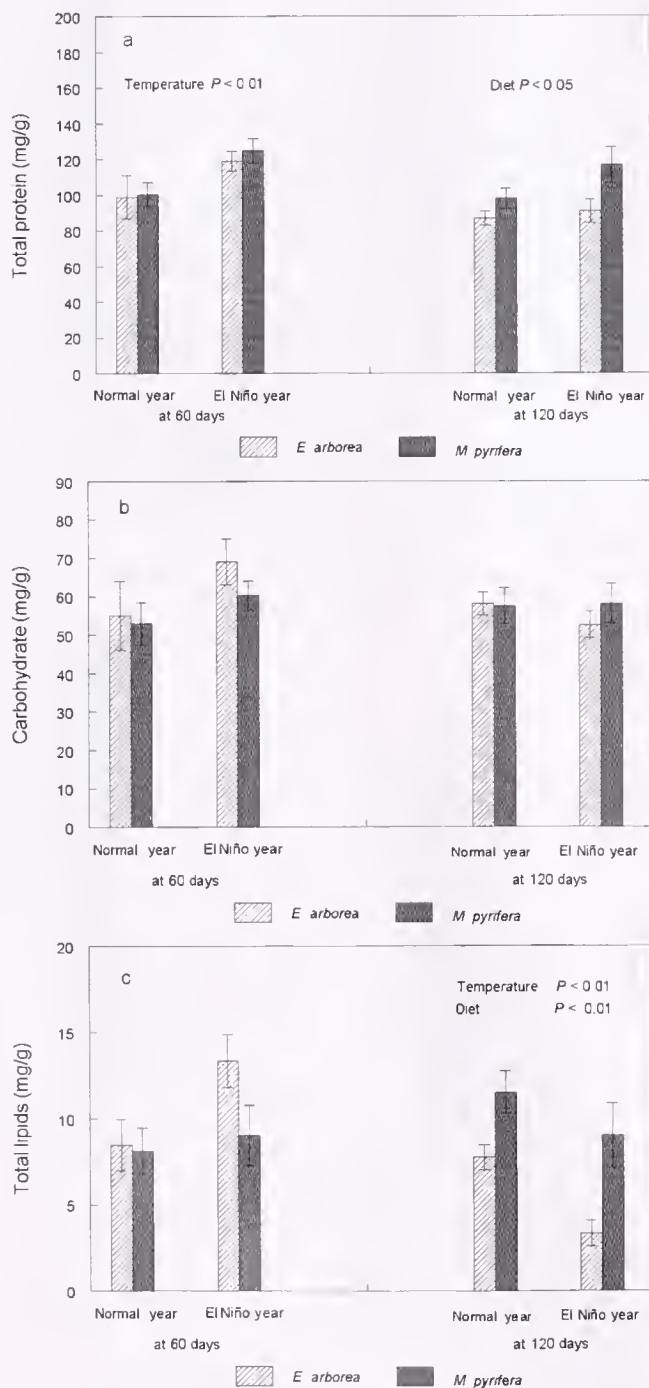 200
180
160
140
120
100
80
60
40
20
0
Total protein (mg/g)
a
Temperature P < 0 01
Diet P < 0 05
Normal year
El Niño year
Normal year
El Niño year
at 60 days
at 120 days
E arborea
M pyrifera
90
80
70
60
50
40
30
20
10
0
Carbohydrate (mg/g)
b
Normal year
El Niño year
Normal year
El Niño year
at 60 days
at 120 days
E arborea
M pyrifera
20
15
10
5
0
Total lipids (mg/g)
c
Temperature P < 0 01
Diet P < 0.01
Normal year
El Niño year
Normal year
El Niño year
at 60 days
at 120 days
E arborea
M pyrifera